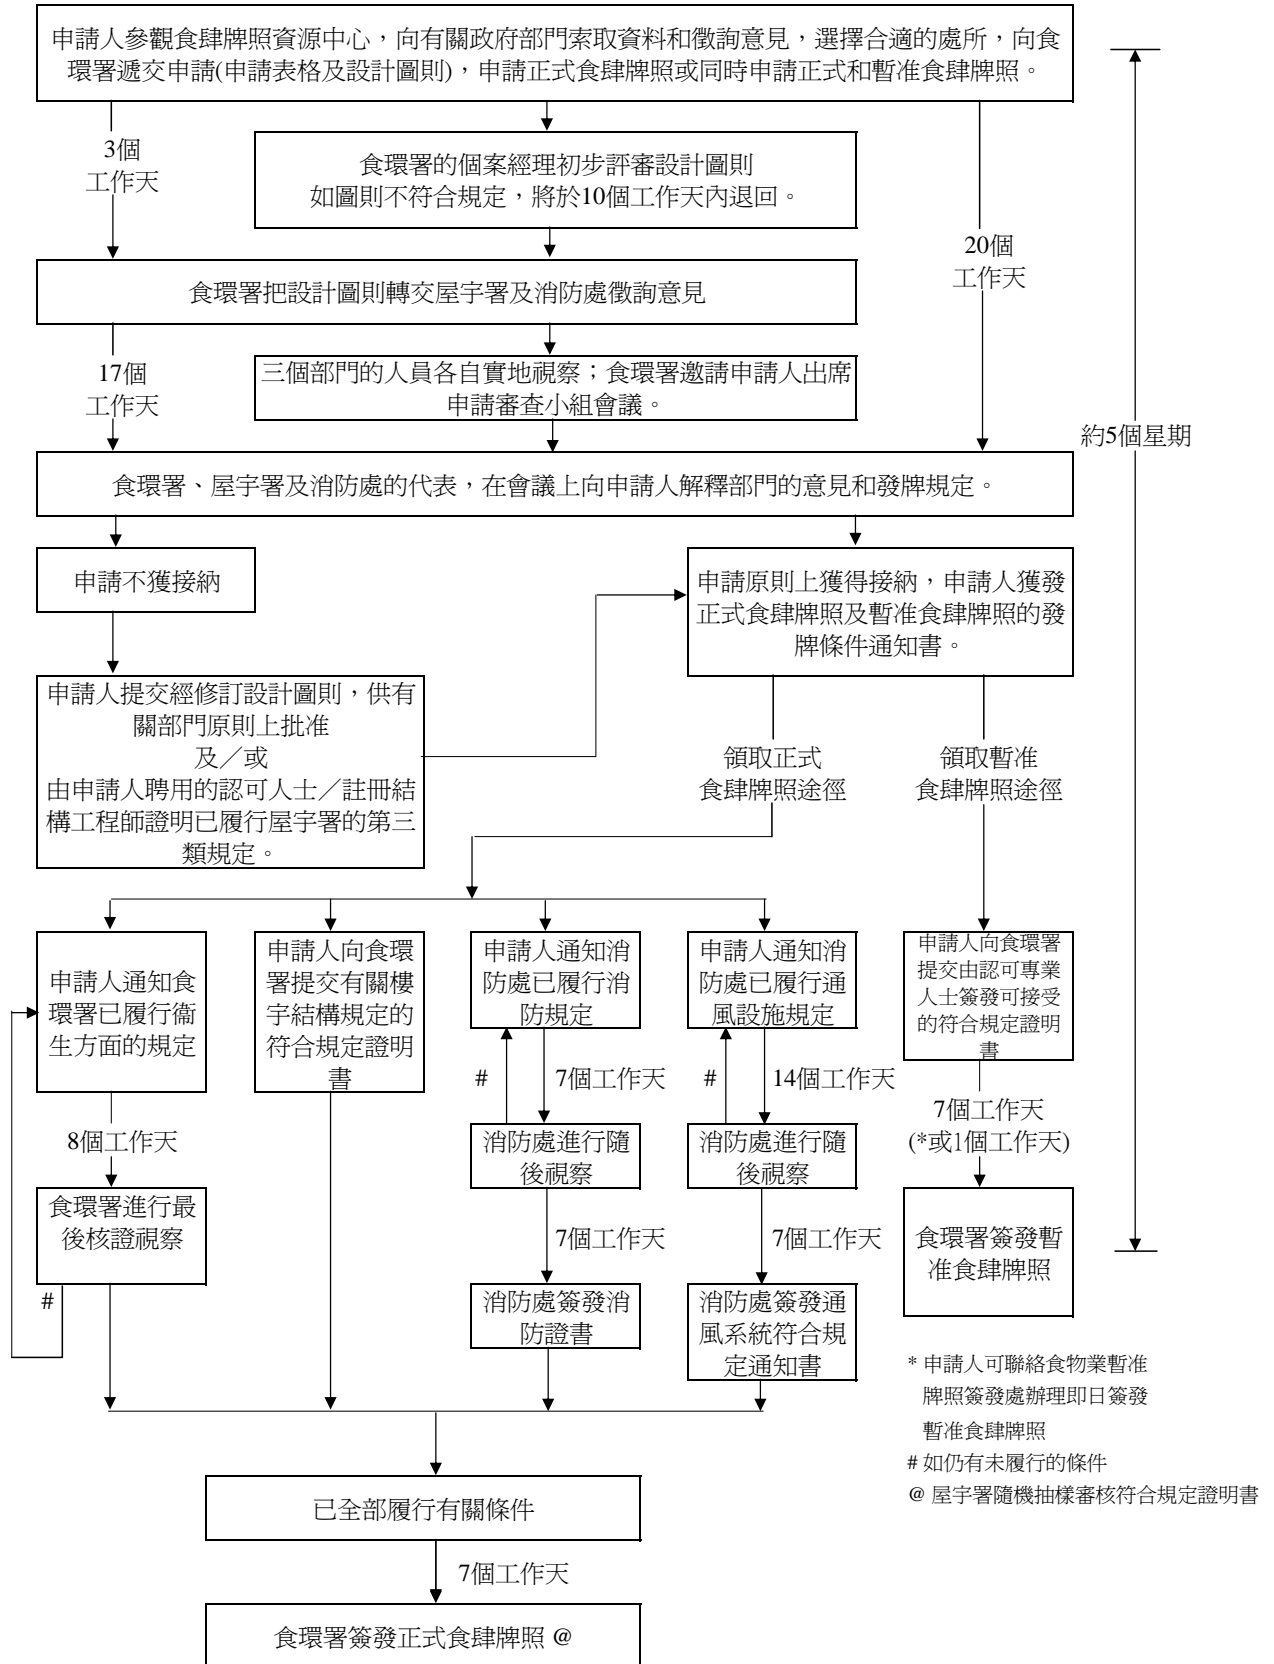 申請人參觀食肆牌照資源中心，向有關政府部門索取資料和徵詢意見，選擇合適的處所，向食
環署遞交申請(申請表格及設計圖則)，申請正式食肆牌照或同時申請正式和暫准食肆牌照。
3個
工作天
食環署的個案經理初步評審設計圖則
如圖則不符合規定，將於10個工作天內退回。
20個
工作天
食環署把設計圖則轉交屋宇署及消防處徵詢意見
17個
工作天
三個部門的人員各自實地視察；食環署邀請申請人出席
申請審查小組會議。
約5個星期
食環署、屋宇署及消防處的代表，在會議上向申請人解釋部門的意見和發牌規定。
申請不獲接納
申請原則上獲得接納，申請人獲發
正式食肆牌照及暫准食肆牌照的發
牌條件通知書。
申請人提交經修訂設計圖則，供有
關部門原則上批准
及／或
由申請人聘用的認可人士／註冊結
構工程師證明已履行屋宇署的第三
類規定。
領取正式
食肆牌照途徑
領取暫准
食肆牌照途徑
申請人通知食
環署已履行衞
生方面的規定
申請人向食環
署提交有關樓
宇結構規定的
符合規定證明
書
申請人通知消
防處已履行消
防規定
申請人通知消
防處已履行通
風設施規定
申請人向食環署
提交由認可專業
人士簽發可接受
的符合規定證明
書
8個工作天
#
7個工作天
#
14個工作天
7個工作天
(*或1個工作天)
食環署進行最
後核證視察
#
消防處進行隨
後視察
消防處進行隨
後視察
7個工作天
7個工作天
食環署簽發暫
准食肆牌照
消防處簽發消
防證書
消防處簽發通
風系統符合規
定通知書
* 申請人可聯絡食物業暫准
牌照簽發處辦理即日簽發
暫准食肆牌照
# 如仍有未履行的條件
@ 屋宇署隨機抽樣審核符合規定證明書
已全部履行有關條件
7個工作天
食環署簽發正式食肆牌照 @